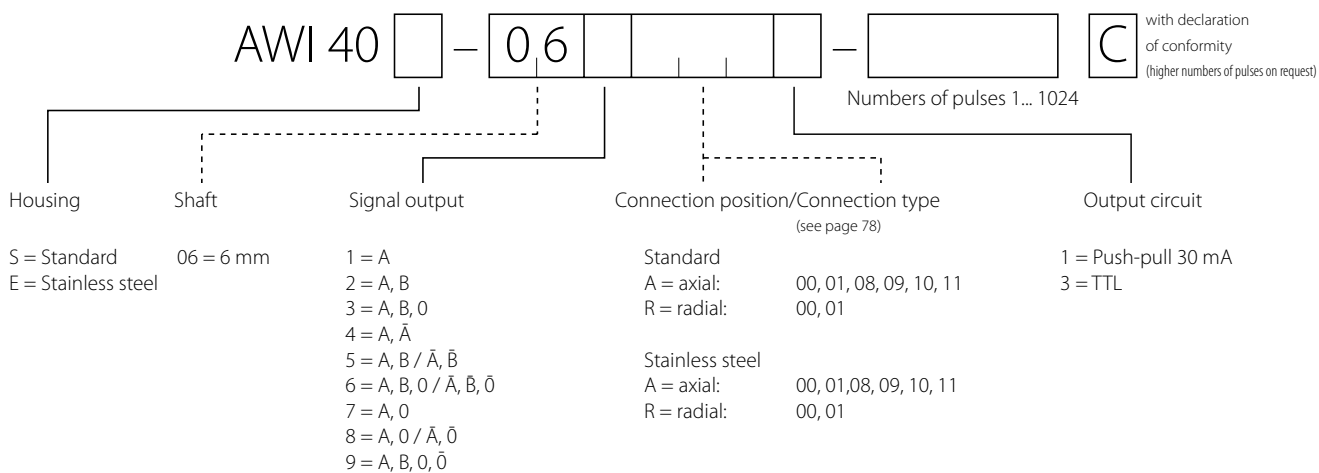 AWI 40 – 0 6 – C
with declaration
of conformity
(higher numbers of pulses on request)
Numbers of pulses 1... 1024
Housing
S = Standard
E = Stainless steel
Shaft
06 = 6 mm
Signal output
1 = A
2 = A, B
3 = A, B, 0
4 = A, Ā
5 = A, B / Ā, B̄
6 = A, B, 0 / Ā, B̄, 0̄
7 = A, 0
8 = A, 0 / Ā, 0̄
9 = A, B, 0, 0̄
Connection position/Connection type
(see page 78)
Standard
A = axial: 00, 01, 08, 09, 10, 11
R = radial: 00, 01
Stainless steel
A = axial: 00, 01,08, 09, 10, 11
R = radial: 00, 01
Output circuit
1 = Push-pull 30 mA
3 = TTL